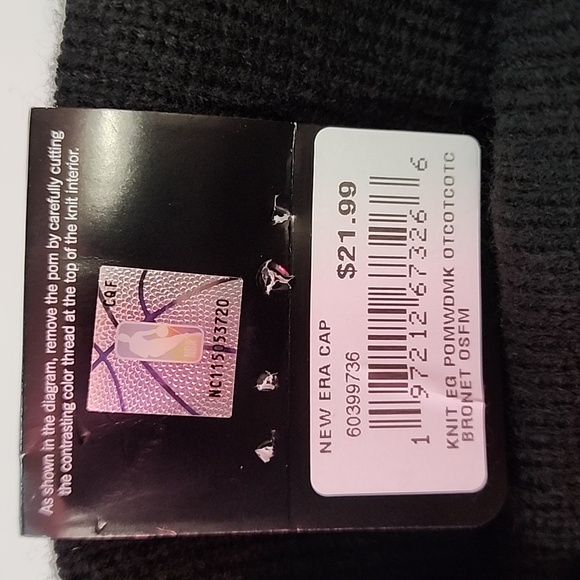 As shown in the diagram, remove the pom by carefully cutting
the contrasting color thread at the top of the knit interior.
CAF
NBA
NC115053720
NEW ERA CAP
60399736
$21.99
1 97212 67326 6
KNIT EG POMWDMK OTCOTCOTC
BRONET OSFM